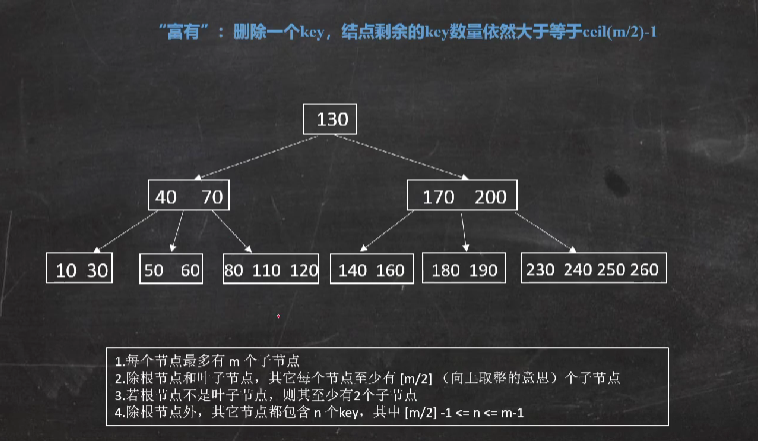 “富有”：删除一个key，结点剩余的key数量依然大于等于ceil(m/2)-1
130
40 70
170 200
10 30
50 60
80 110 120
140 160
180 190
230 240 250 260
1.每个节点最多有 m 个子节点
2.除根节点和叶子节点，其它每个节点至少有 [m/2] （向上取整的意思）个子节点
3.若根节点不是叶子节点，则其至少有2个子节点
4.除根节点外，其它节点都包含 n 个key，其中 [m/2] -1 <= n <= m-1